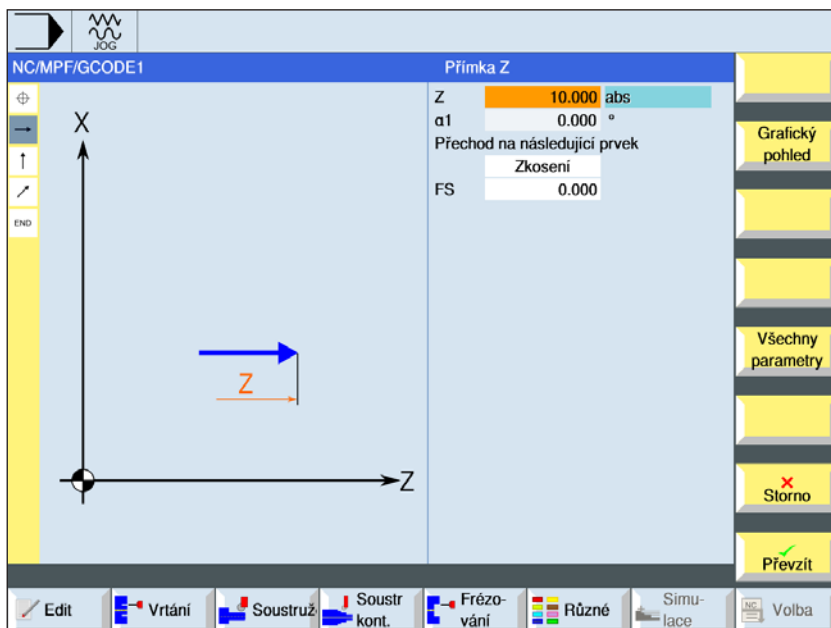 JOG
NC/MPF/GCODE1
Přímka Z
Z 10.000 abs
α1 0.000 °
Přechod na následující prvek
Zkosení
FS 0.000
END
X
Z
Z
Grafický
pohled
Všechny
parametry
Storno
Převzít
Edit
Vrtání
Soustruž
Soustr
kont.
Frézo-
vání
Různé
Simu-
lace
NC
Volba